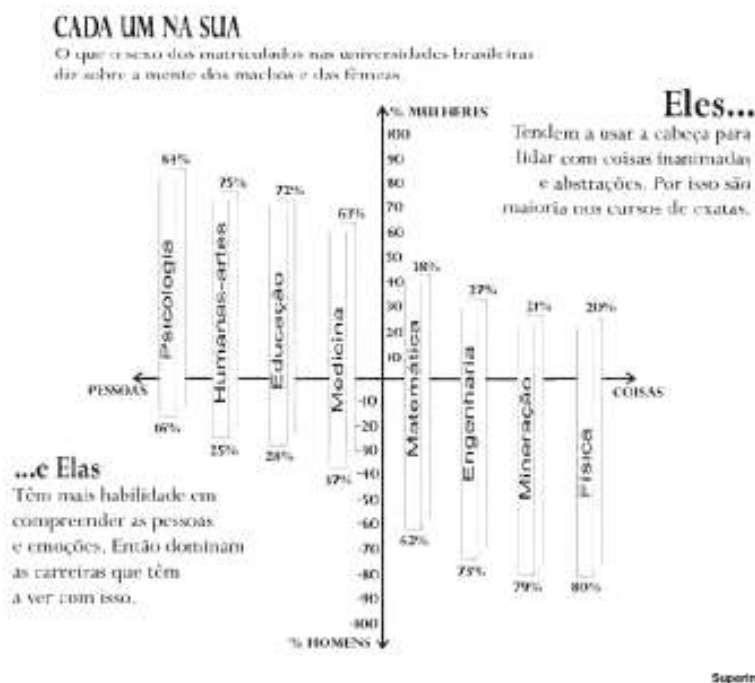 CADA UM NA SUA
O que o sexo dos matriculados nas universidades brasileiras
diz sobre a mente dos machos e das fêmeas
% MULHERES
Eles...
Tendem a usar a cabeça para
lidar com coisas inanimadas
e abstrações. Por isso são
maioria nos cursos de exatas.
100
90
80
70
60
50
40
30
20
10
84%
75%
72%
63%
38%
27%
21%
20%
Psicologia
Humanas-artes
Educação
Medicina
Matemática
Engenharia
Mineração
Física
PESSOAS
COISAS
-10
-20
-30
-40
-50
-60
-70
-80
-90
-100
16%
25%
28%
37%
62%
73%
79%
80%
...e Elas
Têm mais habilidade em
compreender as pessoas
e emoções. Então dominam
as carreiras que têm
a ver com isso.
% HOMENS
Superin